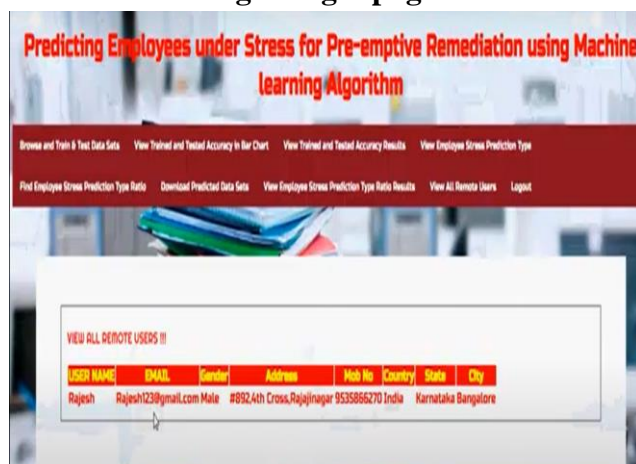 Predicting Employees under Stress for Pre-emptive Remediation using Machine
learning Algorithm
Browse and Train & Test Data Sets View Trained and Tested Accuracy in Bar Chart View Trained and Tested Accuracy Results View Employee Stress Prediction Type
Find Employee Stress Prediction Type Ratio Download Predicted Data Sets View Employee Stress Prediction Type Ratio Results View All Remote Users Logout
VIEW ALL REMOTE USERS !!!
USER NAME EMAIL Gender Address Mob No Country State City
Rajesh Rajesh123@gmail.com Male #892,4th Cross,Rajajinagar 9535866270 India Karnataka Bangalore